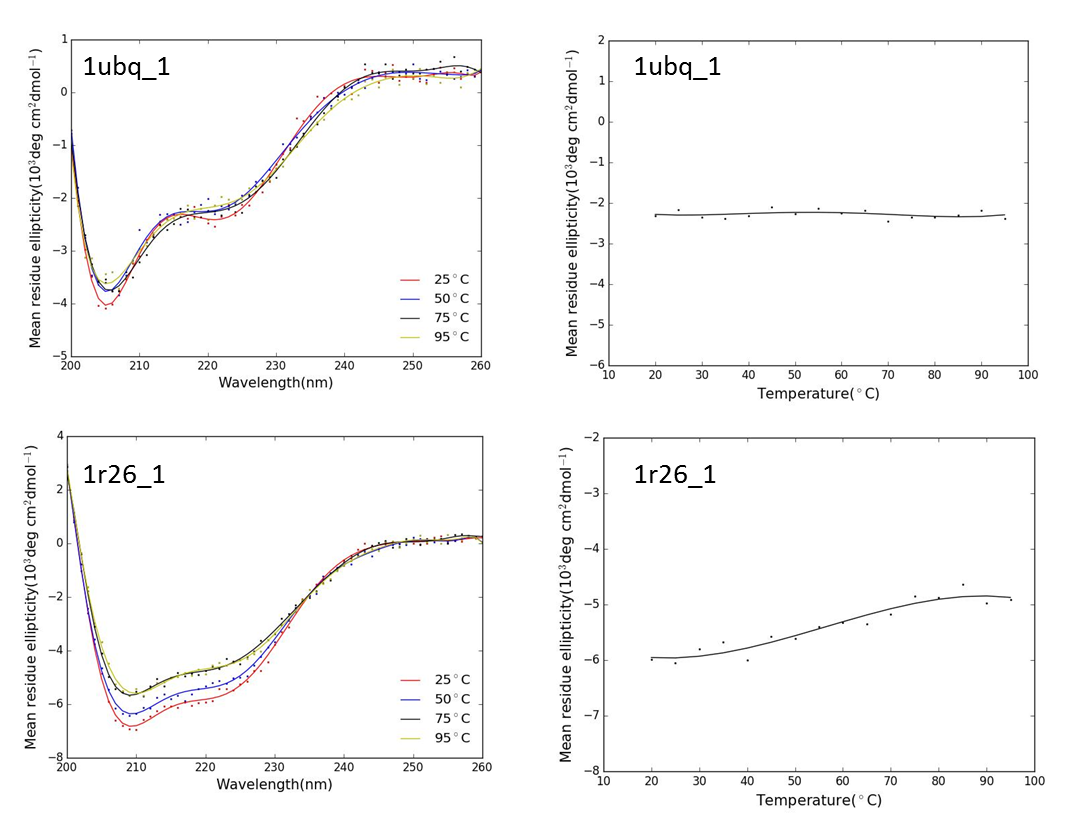 1ubq_1
Mean residue ellipticity(10³deg cm²dmol⁻¹)
1
0
−1
−2
−3
−4
−5
200 210 220 230 240 250 260
Wavelength(nm)
25°C
50°C
75°C
95°C
1ubq_1
Mean residue ellipticity(10³deg cm²dmol⁻¹)
2
1
0
−1
−2
−3
−4
−5
−6
10 20 30 40 50 60 70 80 90 100
Temperature(°C)
1r26_1
Mean residue ellipticity(10³deg cm²dmol⁻¹)
4
2
0
−2
−4
−6
−8
200 210 220 230 240 250 260
Wavelength(nm)
25°C
50°C
75°C
95°C
1r26_1
Mean residue ellipticity(10³deg cm²dmol⁻¹)
−2
−3
−4
−5
−6
−7
−8
10 20 30 40 50 60 70 80 90 100
Temperature(°C)